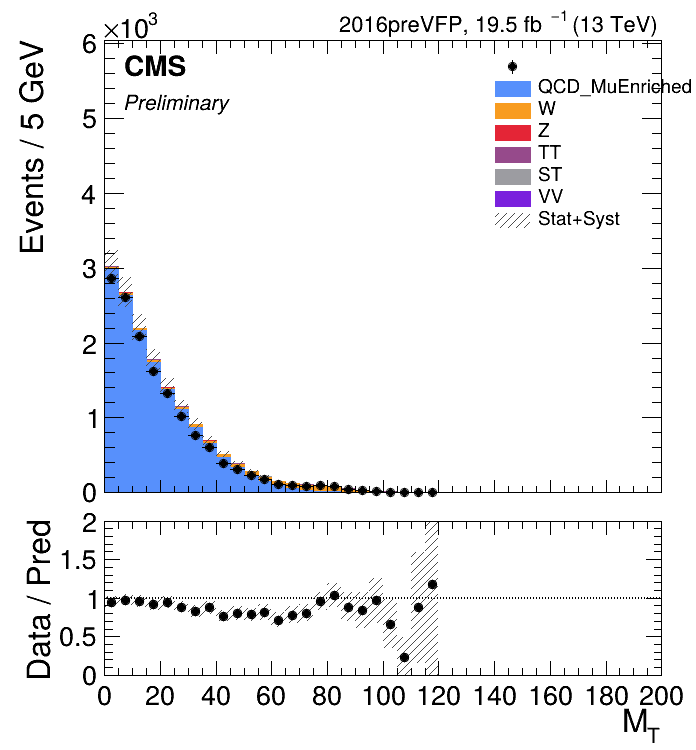 ×10³
2016preVFP, 19.5 fb ⁻¹ (13 TeV)
CMS
Preliminary
QCD_MuEnriched
W
Z
TT
ST
VV
Stat+Syst
Events / 5 GeV
6
5
4
3
2
1
0
Data / Pred
2
1.5
1
0.5
0
0 20 40 60 80 100 120 140 160 180 200
M_T